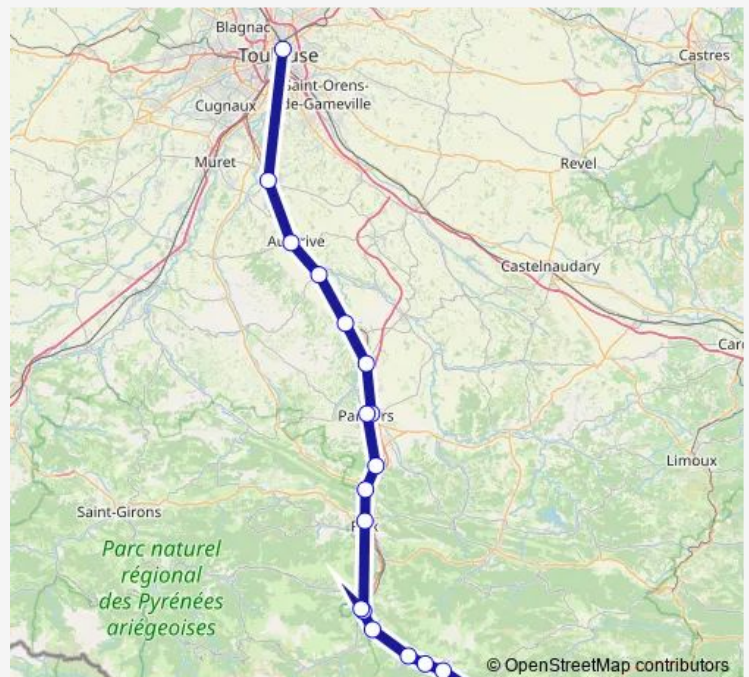 Blagnac
Castres
Saint-Orens-
de-Gameville
Cugnaux
Muret
Revel
Castelnaudary
Limoux
Saint-Girons
Parc naturel
régional
des Pyrénées
ariégeoises
© OpenStreetMap contributors